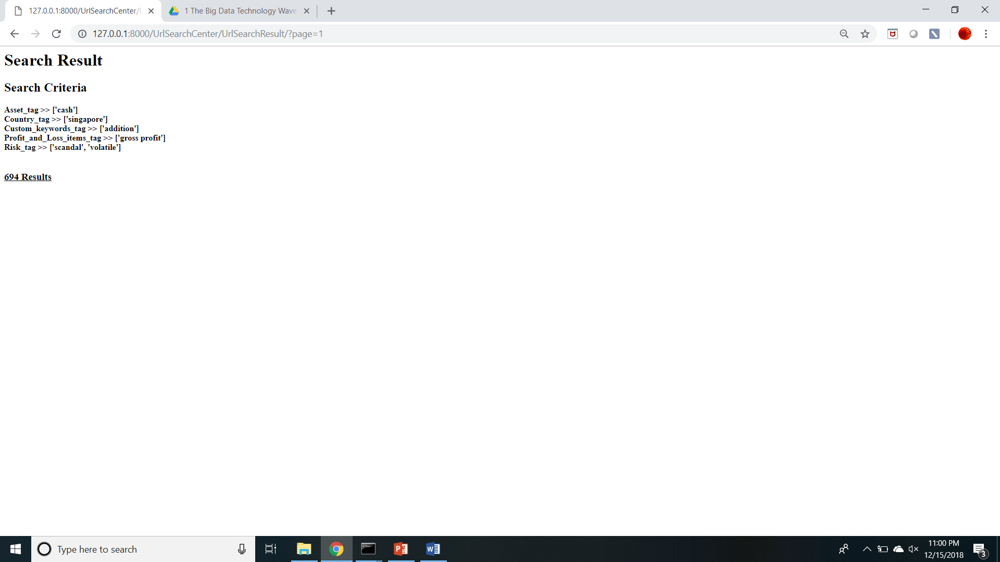 127.0.0.1:8000/UrlSearchCenter/
1 The Big Data Technology Wave
127.0.0.1:8000/UrlSearchCenter/UrlSearchResult/?page=1
Search Result
Search Criteria
Asset_tag >> ['cash']
Country_tag >> ['singapore']
Custom_keywords_tag >> ['addition']
Profit_and_Loss_items_tag >> ['gross profit']
Risk_tag >> ['scandal', 'volatile']
694 Results
Type here to search
11:00 PM
12/15/2018
3